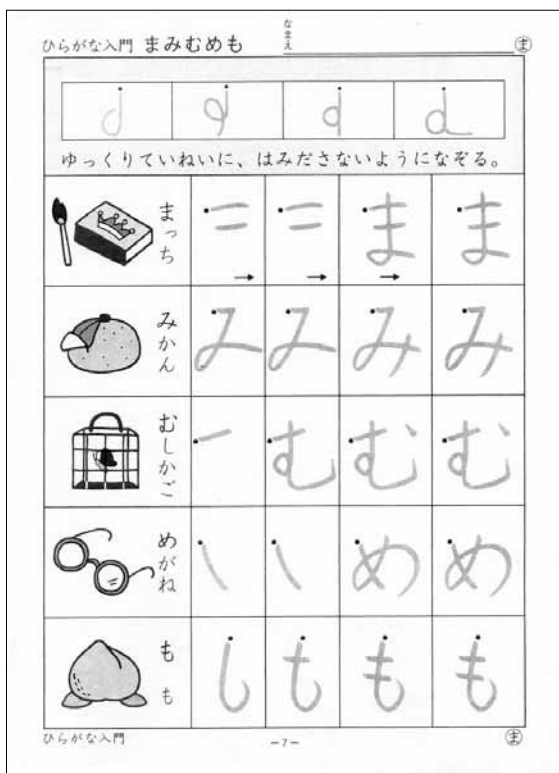 ひらがな入門 まみむめも
なまえ
ま
ゆっくりていねいに、はみださないようになぞる。
まっち
ま
ま
みかん
み
み
むしかご
む
む
む
めがね
め
め
もも
し
も
も
も
ひらがな入門
－7－
ま